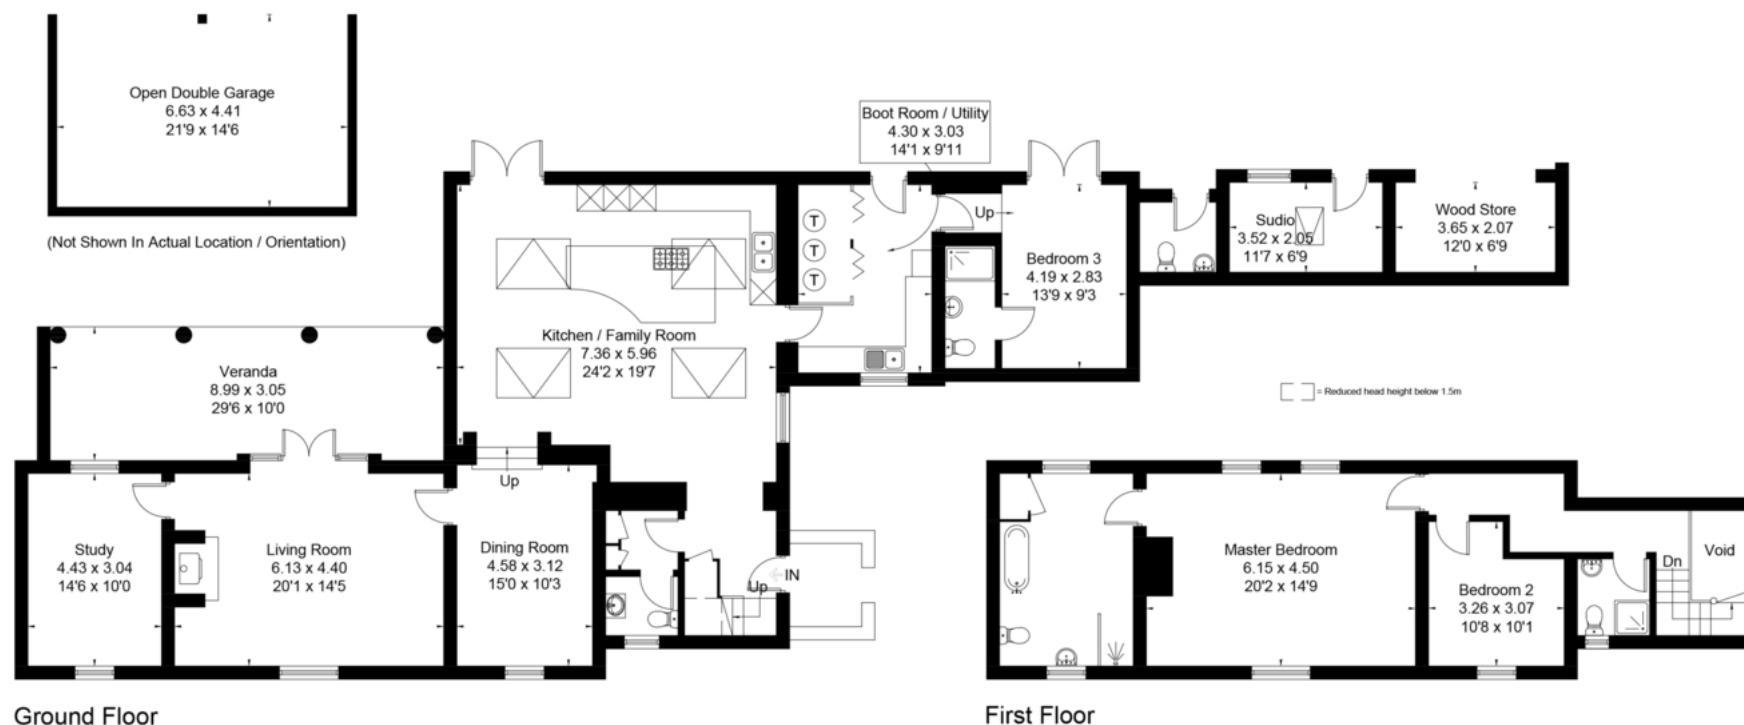 Open Double Garage
6.63 x 4.41
21'9 x 14'6
(Not Shown In Actual Location / Orientation)
Boot Room / Utility
4.30 x 3.03
14'1 x 9'11
T
T
T
Up
Bedroom 3
4.19 x 2.83
13'9 x 9'3
Sudio
3.52 x 2.05
11'7 x 6'9
Wood Store
3.65 x 2.07
12'0 x 6'9
Kitchen / Family Room
7.36 x 5.96
24'2 x 19'7
Veranda
8.99 x 3.05
29'6 x 10'0
= Reduced head height below 1.5m
Up
Study
4.43 x 3.04
14'6 x 10'0
Living Room
6.13 x 4.40
20'1 x 14'5
Dining Room
4.58 x 3.12
15'0 x 10'3
IN
Up
Master Bedroom
6.15 x 4.50
20'2 x 14'9
Bedroom 2
3.26 x 3.07
10'8 x 10'1
Dn
Void
Ground Floor
First Floor